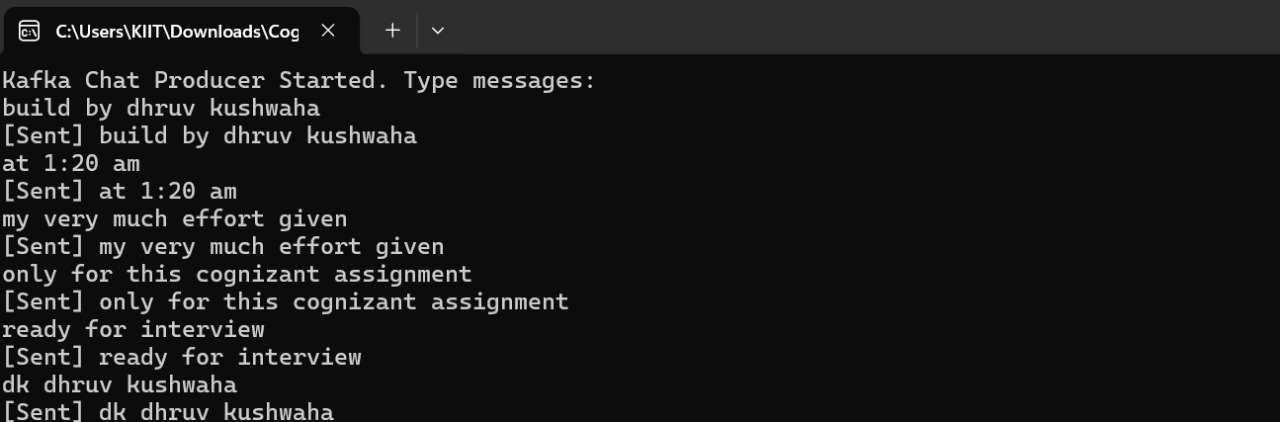 C:\Users\KIIT\Downloads\Cog
Kafka Chat Producer Started. Type messages:
build by dhruv kushwaha
[Sent] build by dhruv kushwaha
at 1:20 am
[Sent] at 1:20 am
my very much effort given
[Sent] my very much effort given
only for this cognizant assignment
[Sent] only for this cognizant assignment
ready for interview
[Sent] ready for interview
dk dhruv kushwaha
[Sent] dk dhruv kushwaha